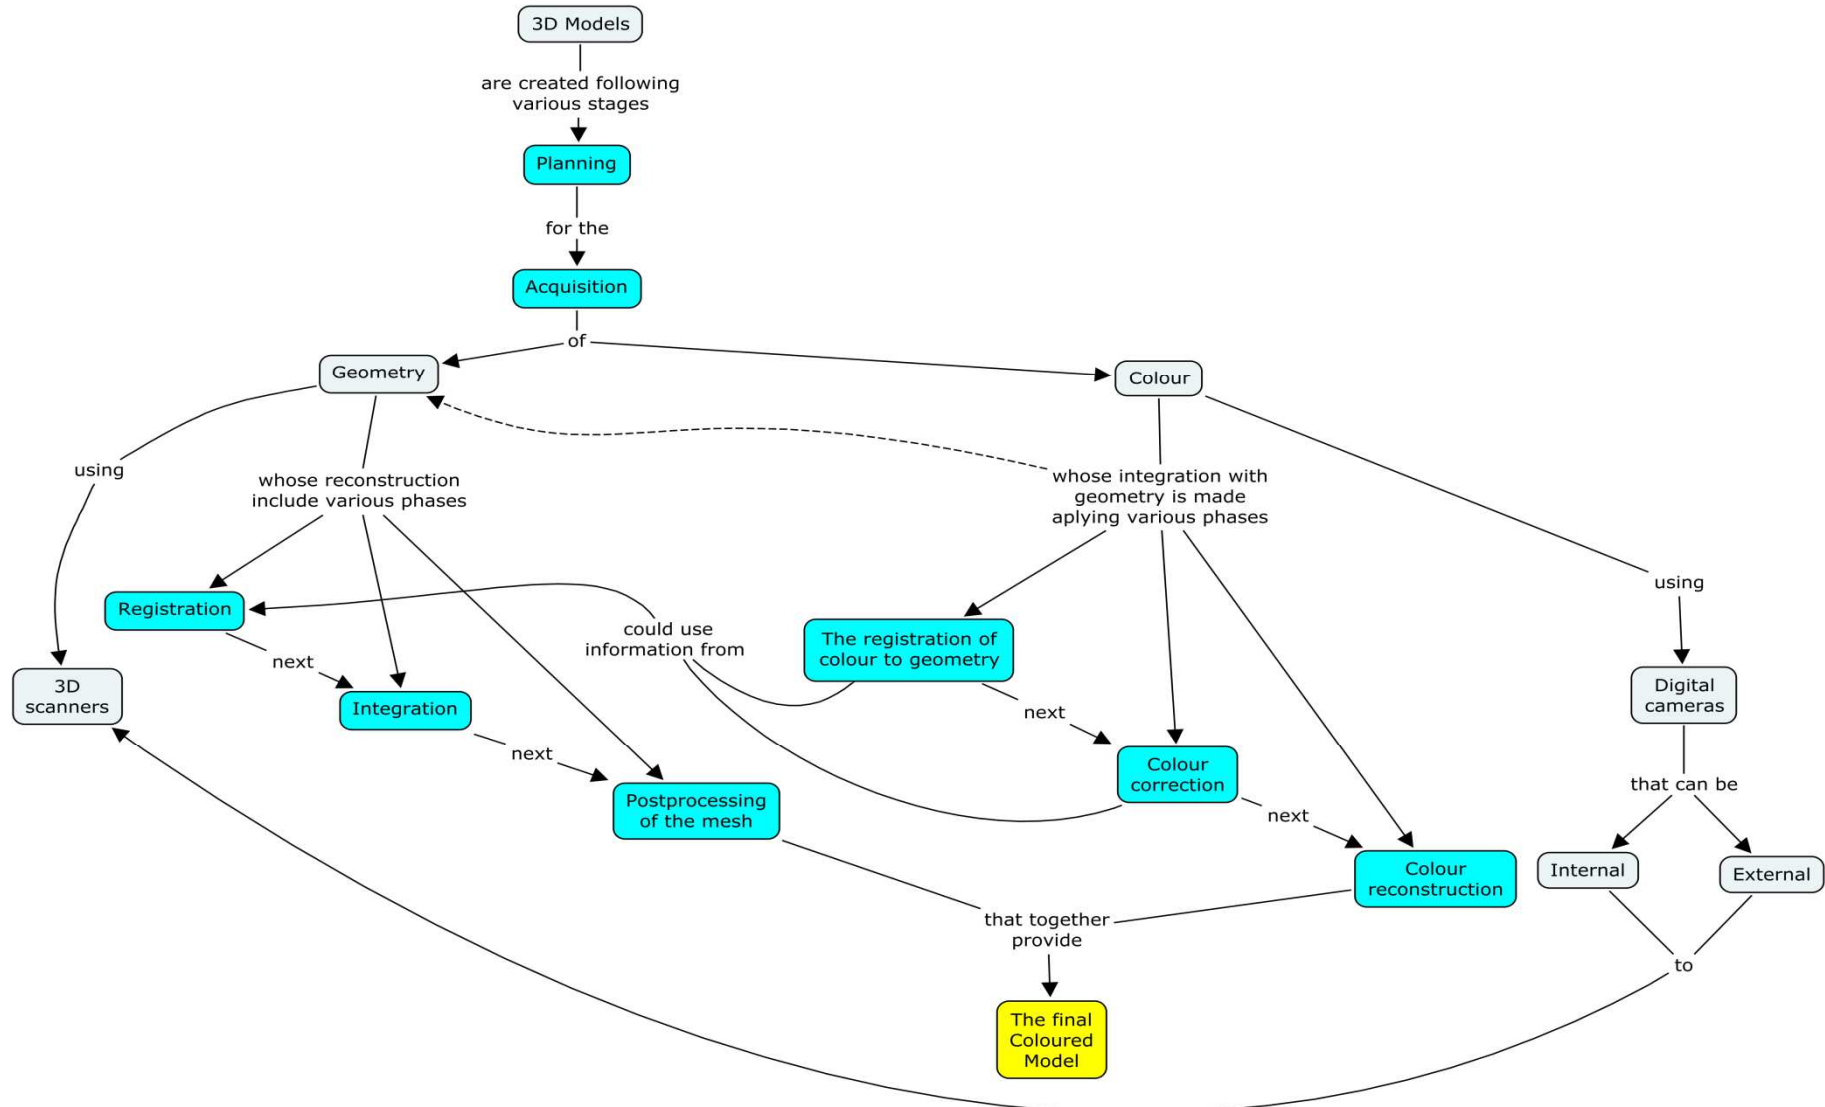 3D Models
are created following
various stages
Planning
for the
Acquisition
of
Geometry
Colour
using
whose reconstruction
include various phases
whose integration with
geometry is made
aplying various phases
using
Registration
could use
information from
The registration of
colour to geometry
next
3D
scanners
Integration
next
Digital
cameras
next
Colour
correction
Postprocessing
of the mesh
that can be
next
Colour
reconstruction
Internal
External
that together
provide
to
The final
Coloured
Model